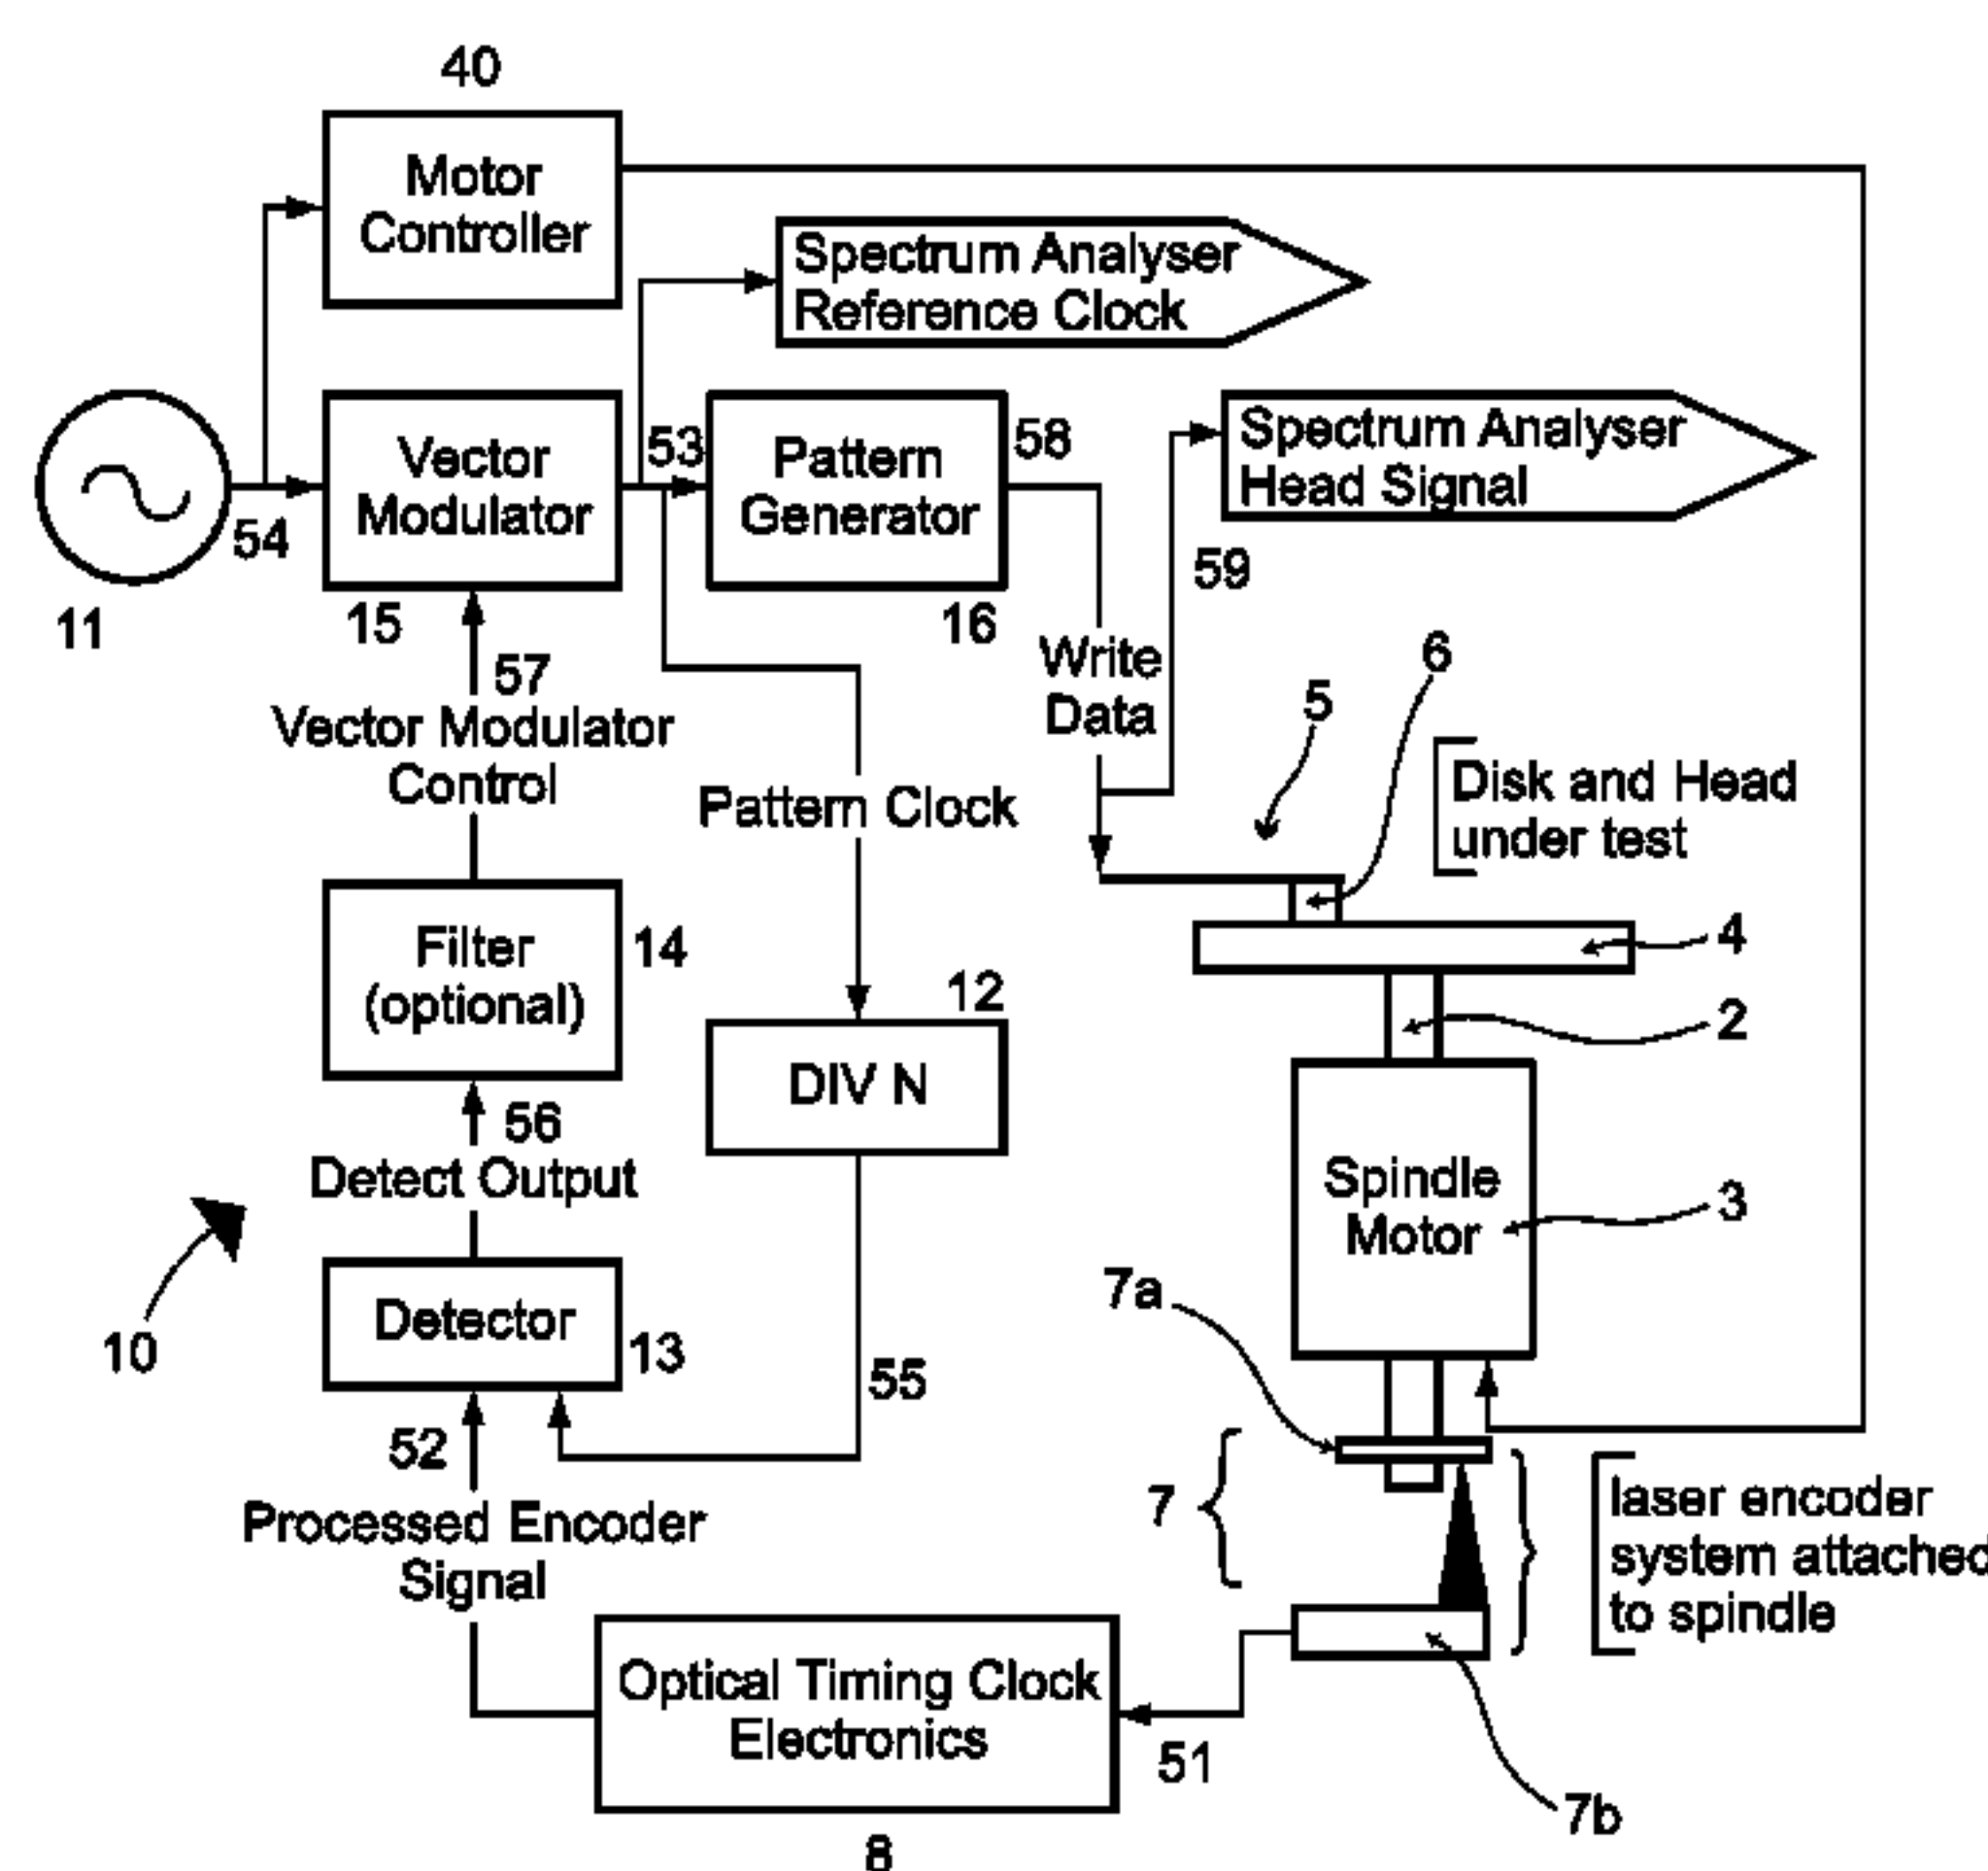 40
Motor
Controller
Spectrum Analyser
Reference Clock
Spectrum Analyser
Head Signal
Vector
Modulator
53
Pattern
Generator
58
54
11
15
16
59
57
Vector Modulator
Control
Write
Data
6
5
Pattern Clock
Disk and Head
under test
Filter
(optional)
14
4
12
2
DIV N
56
Detect Output
Spindle
Motor
3
7a
10
Detector
13
55
52
7
Processed Encoder
Signal
laser encoder
system attached
to spindle
Optical Timing Clock
Electronics
51
7b
8